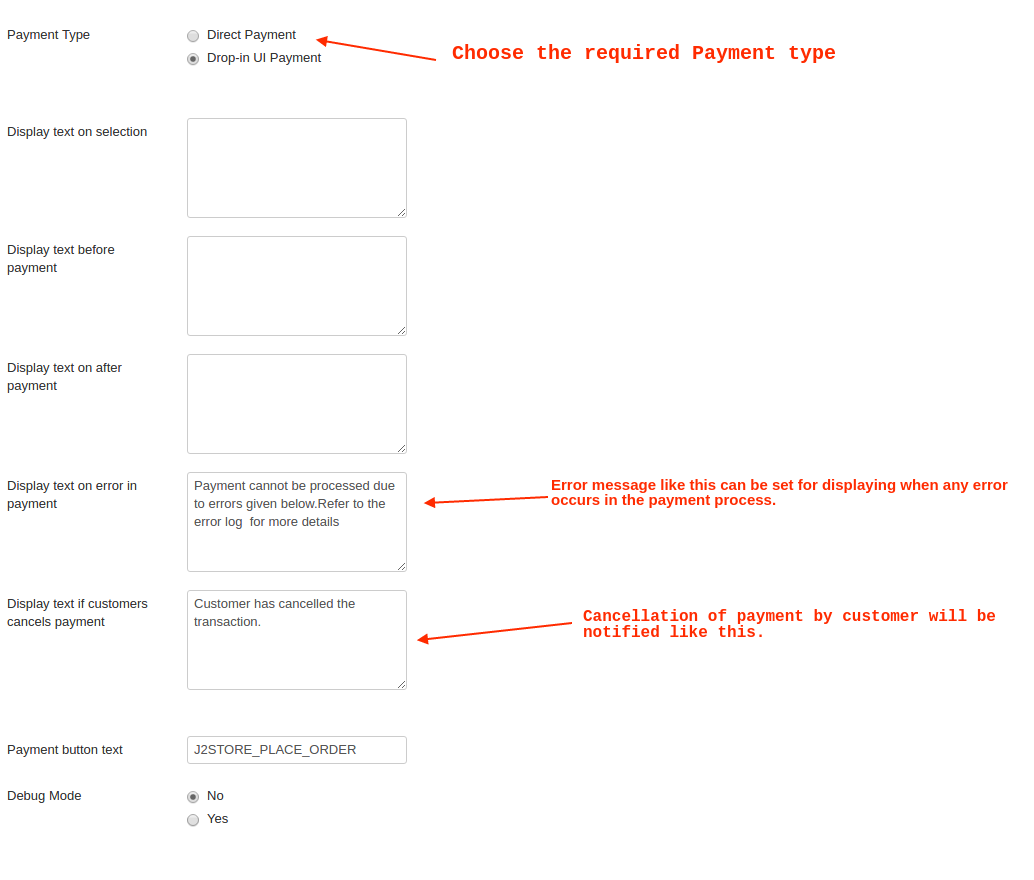 Payment Type
Direct Payment
Drop-in UI Payment
Choose the required Payment type
Display text on selection
Display text before
payment
Display text on after
payment
Display text on error in
payment
Payment cannot be processed due
to errors given below.Refer to the
error log  for more details
Error message like this can be set for displaying when any error
occurs in the payment process.
Display text if customers
cancels payment
Customer has cancelled the
transaction.
Cancellation of payment by customer will be
notified like this.
Payment button text
J2STORE_PLACE_ORDER
Debug Mode
No
Yes